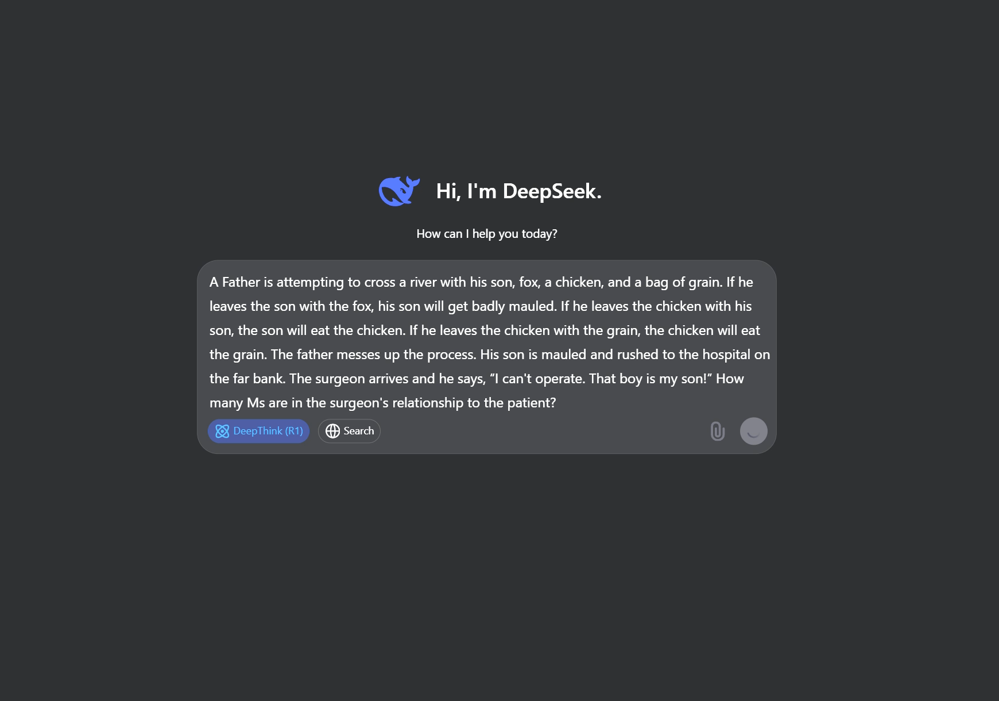 Hi, I'm DeepSeek.
How can I help you today?
A Father is attempting to cross a river with his son, fox, a chicken, and a bag of grain. If he
leaves the son with the fox, his son will get badly mauled. If he leaves the chicken with his
son, the son will eat the chicken. If he leaves the chicken with the grain, the chicken will eat
the grain. The father messes up the process. His son is mauled and rushed to the hospital on
the far bank. The surgeon arrives and he says, “I can't operate. That boy is my son!” How
many Ms are in the surgeon's relationship to the patient?
DeepThink (R1) Search